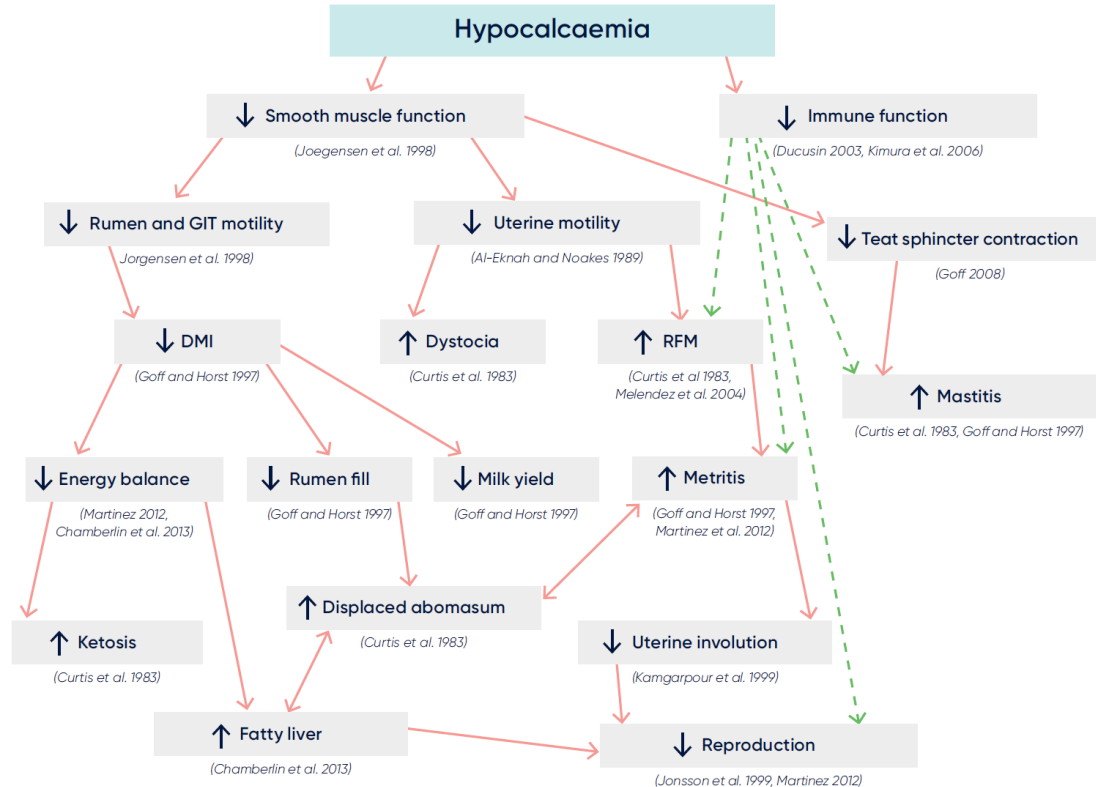 Hypocalcaemia
↓ Smooth muscle function
(Joegensen et al. 1998)
↓ Immune function
(Ducusin 2003, Kimura et al. 2006)
↓ Rumen and GIT motility
Jorgensen et al. 1998)
↓ Uterine motility
(Al-Eknah and Noakes 1989)
↓ Teat sphincter contraction
(Goff 2008)
↓ DMI
(Goff and Horst 1997)
↑ Dystocia
(Curtis et al. 1983)
↑ RFM
(Curtis et al 1983,
Melendez et al. 2004)
↑ Mastitis
(Curtis et al. 1983, Goff and Horst 1997)
↓ Energy balance
(Martinez 2012,
Chamberlin et al. 2013)
↓ Rumen fill
(Goff and Horst 1997)
↓ Milk yield
(Goff and Horst 1997)
↑ Metritis
(Goff and Horst 1997,
Martinez et al. 2012)
↑ Displaced abomasum
(Curtis et al. 1983)
↑ Ketosis
(Curtis et al. 1983)
↓ Uterine involution
(Kamgarpour et al. 1999)
↑ Fatty liver
(Chamberlin et al. 2013)
↓ Reproduction
(Jonsson et al. 1999, Martinez 2012)